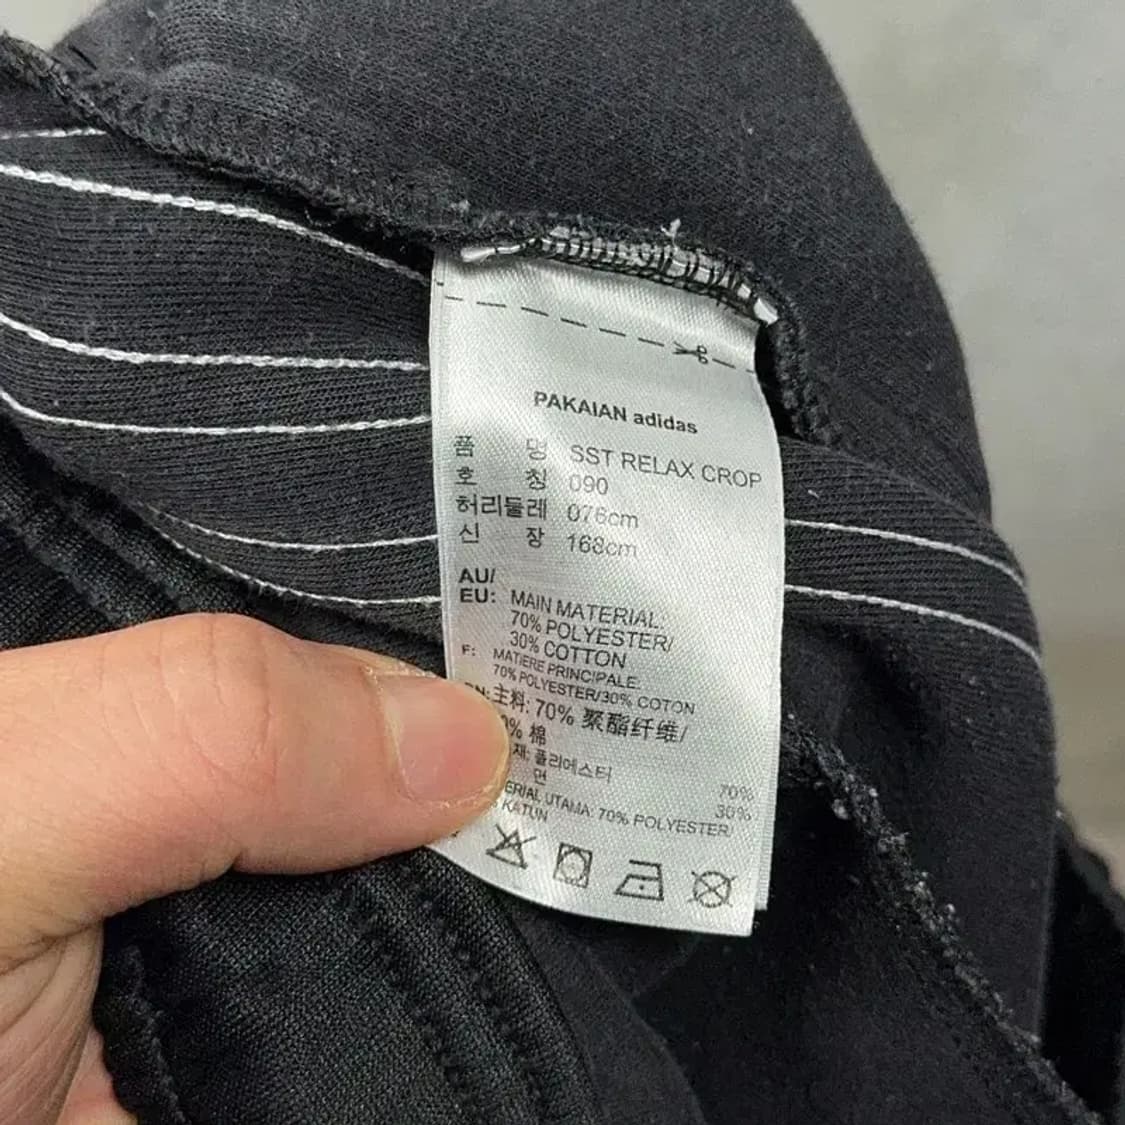 PAKAIAN adidas
품 명 SST RELAX CROP
호 칭 090
허리둘레 076cm
신 장 168cm
AU/
EU: MAIN MATERIAL:
70% POLYESTER/
30% COTTON
F: MATIERE PRINCIPALE:
70% POLYESTER/30% COTON
主料: 70% 聚酯纤维/
棉
폴리에스터 70%
면 30%
UTAMA: 70% POLYESTER/
KATUN